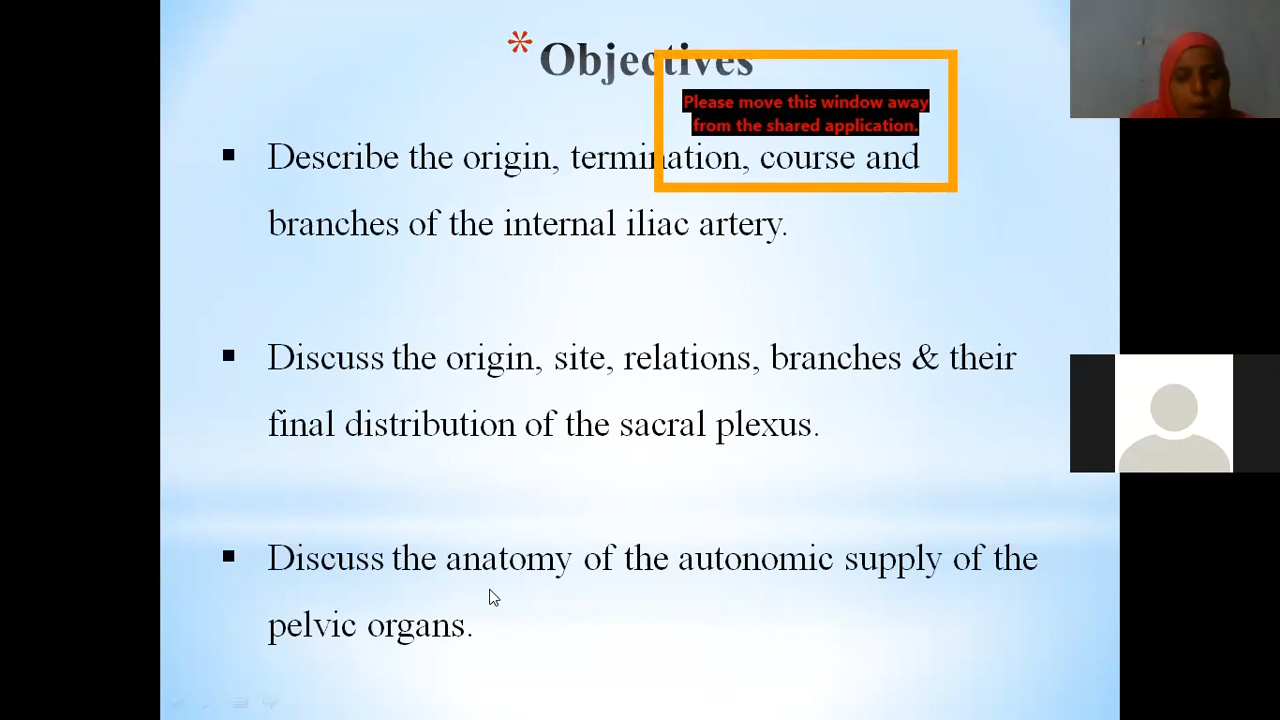 * Objectives
Please move this window away
from the shared application.
▪ Describe the origin, termination, course and
branches of the internal iliac artery.
▪ Discuss the origin, site, relations, branches & their
final distribution of the sacral plexus.
▪ Discuss the anatomy of the autonomic supply of the
pelvic organs.